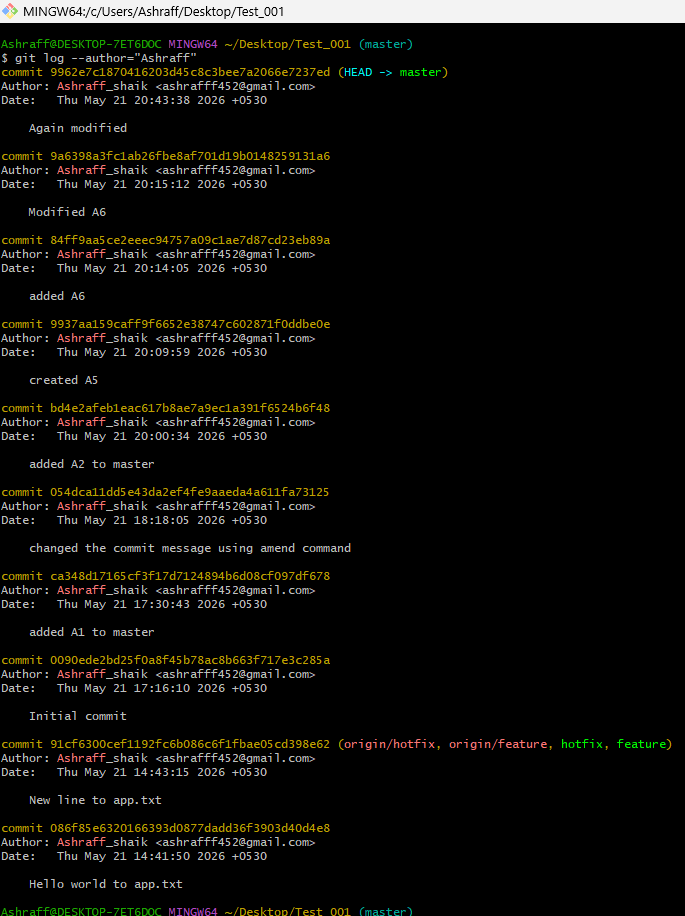 MINGW64:/c/Users/Ashraff/Desktop/Test_001
Ashraff@DESKTOP-7ET6DOC MINGW64 ~/Desktop/Test_001 (master)
$ git log --author="Ashraff"
commit 9962e7c1870416203d45c8c3bee7a2066e7237ed (HEAD -> master)
Author: Ashraff_shaik <ashrafff452@gmail.com>
Date:   Thu May 21 20:43:38 2026 +0530
Again modified
commit 9a6398a3fc1ab26fbe8af701d19b0148259131a6
Author: Ashraff_shaik <ashrafff452@gmail.com>
Date:   Thu May 21 20:15:12 2026 +0530
Modified A6
commit 84ff9aa5ce2eeec94757a09c1ae7d87cd23eb89a
Author: Ashraff_shaik <ashrafff452@gmail.com>
Date:   Thu May 21 20:14:05 2026 +0530
added A6
commit 9937aa159caff9f6652e38747c602871f0ddbe0e
Author: Ashraff_shaik <ashrafff452@gmail.com>
Date:   Thu May 21 20:09:59 2026 +0530
created A5
commit bd4e2afeb1eac617b8ae7a9ec1a391f6524b6f48
Author: Ashraff_shaik <ashrafff452@gmail.com>
Date:   Thu May 21 20:00:34 2026 +0530
added A2 to master
commit 054dca11dd5e43da2ef4fe9aaeda4a611fa73125
Author: Ashraff_shaik <ashrafff452@gmail.com>
Date:   Thu May 21 18:18:05 2026 +0530
changed the commit message using amend command
commit ca348d17165cf3f17d7124894b6d08cf097df678
Author: Ashraff_shaik <ashrafff452@gmail.com>
Date:   Thu May 21 17:30:43 2026 +0530
added A1 to master
commit 0090ede2bd25f0a8f45b78ac8b663f717e3c285a
Author: Ashraff_shaik <ashrafff452@gmail.com>
Date:   Thu May 21 17:16:10 2026 +0530
Initial commit
commit 91cf6300cef1192fc6b086c6f1fbae05cd398e62 (origin/hotfix, origin/feature, hotfix, feature)
Author: Ashraff_shaik <ashrafff452@gmail.com>
Date:   Thu May 21 14:43:15 2026 +0530
New line to app.txt
commit 086f85e6320166393d0877dadd36f3903d40d4e8
Author: Ashraff_shaik <ashrafff452@gmail.com>
Date:   Thu May 21 14:41:50 2026 +0530
Hello world to app.txt
Ashraff@DESKTOP-7ET6DOC MINGW64 ~/Desktop/Test_001 (master)